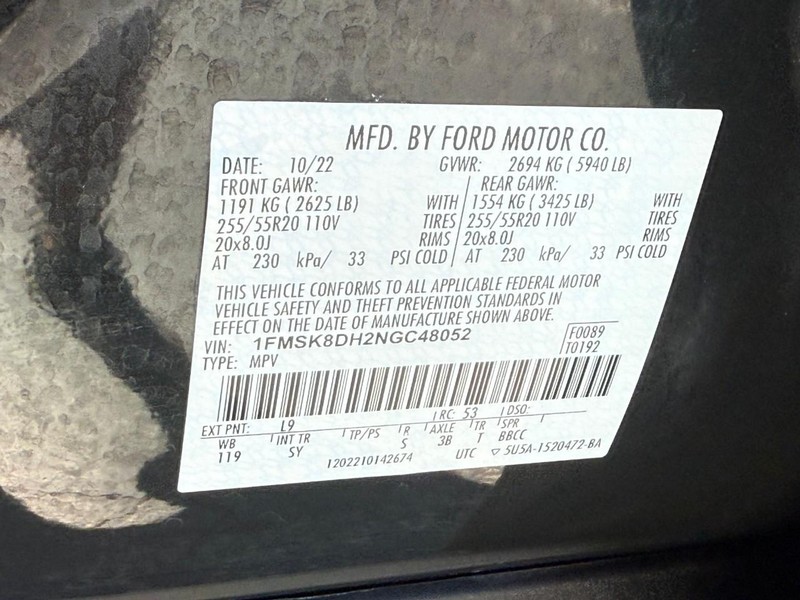 MFD. BY FORD MOTOR CO.
DATE: 10/22 GVWR: 2694 KG ( 5940 LB)
FRONT GAWR: REAR GAWR:
1191 KG ( 2625 LB) WITH 1554 KG ( 3425 LB) WITH
255/55R20 110V TIRES 255/55R20 110V TIRES
20x8.0J RIMS 20x8.0J RIMS
AT 230 kPa/ 33 PSI COLD AT 230 kPa/ 33 PSI COLD
THIS VEHICLE CONFORMS TO ALL APPLICABLE FEDERAL MOTOR
VEHICLE SAFETY AND THEFT PREVENTION STANDARDS IN
EFFECT ON THE DATE OF MANUFACTURE SHOWN ABOVE.
VIN: 1FMSK8DH2NGC48052 F0089
TYPE: MPV T0192
EXT PNT: L9 RC: 53 DSO:
WB INT TR TP/PS R AXLE TR SPR
119 SY S 3B T BBCC
1202210142674 UTC ▽ 5U5A-1520472-BA